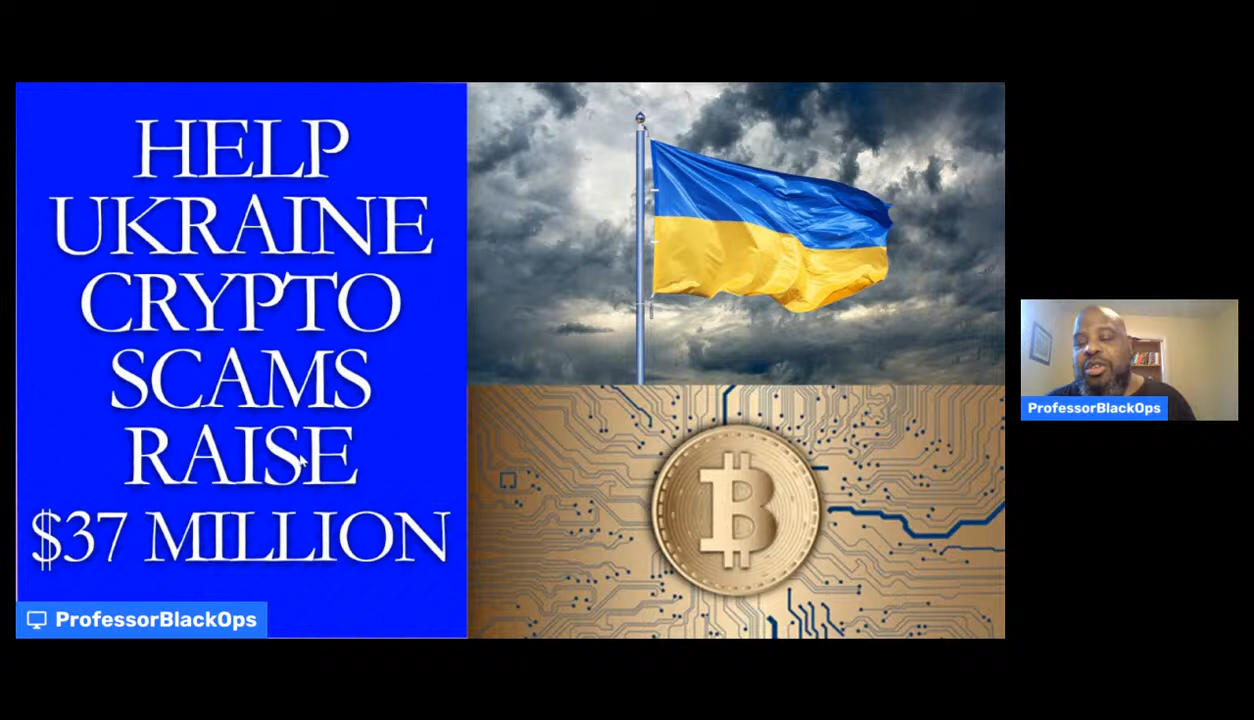 HELP
UKRAINE
CRYPTO
SCAMS
RAISE
$37 MILLION
ProfessorBlackOps
ProfessorBlackOps